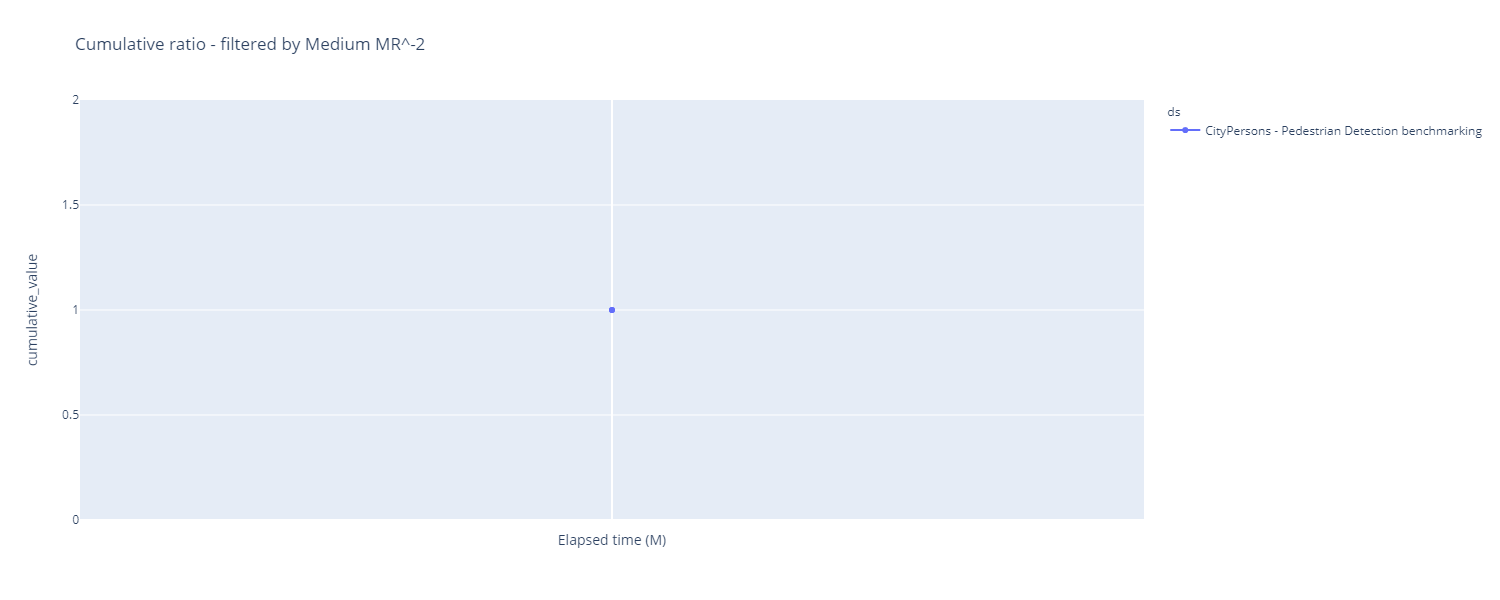 Cumulative ratio - filtered by Medium MR^-2
2
1.5
1
0.5
0
cumulative_value
Elapsed time (M)
ds
CityPersons - Pedestrian Detection benchmarking